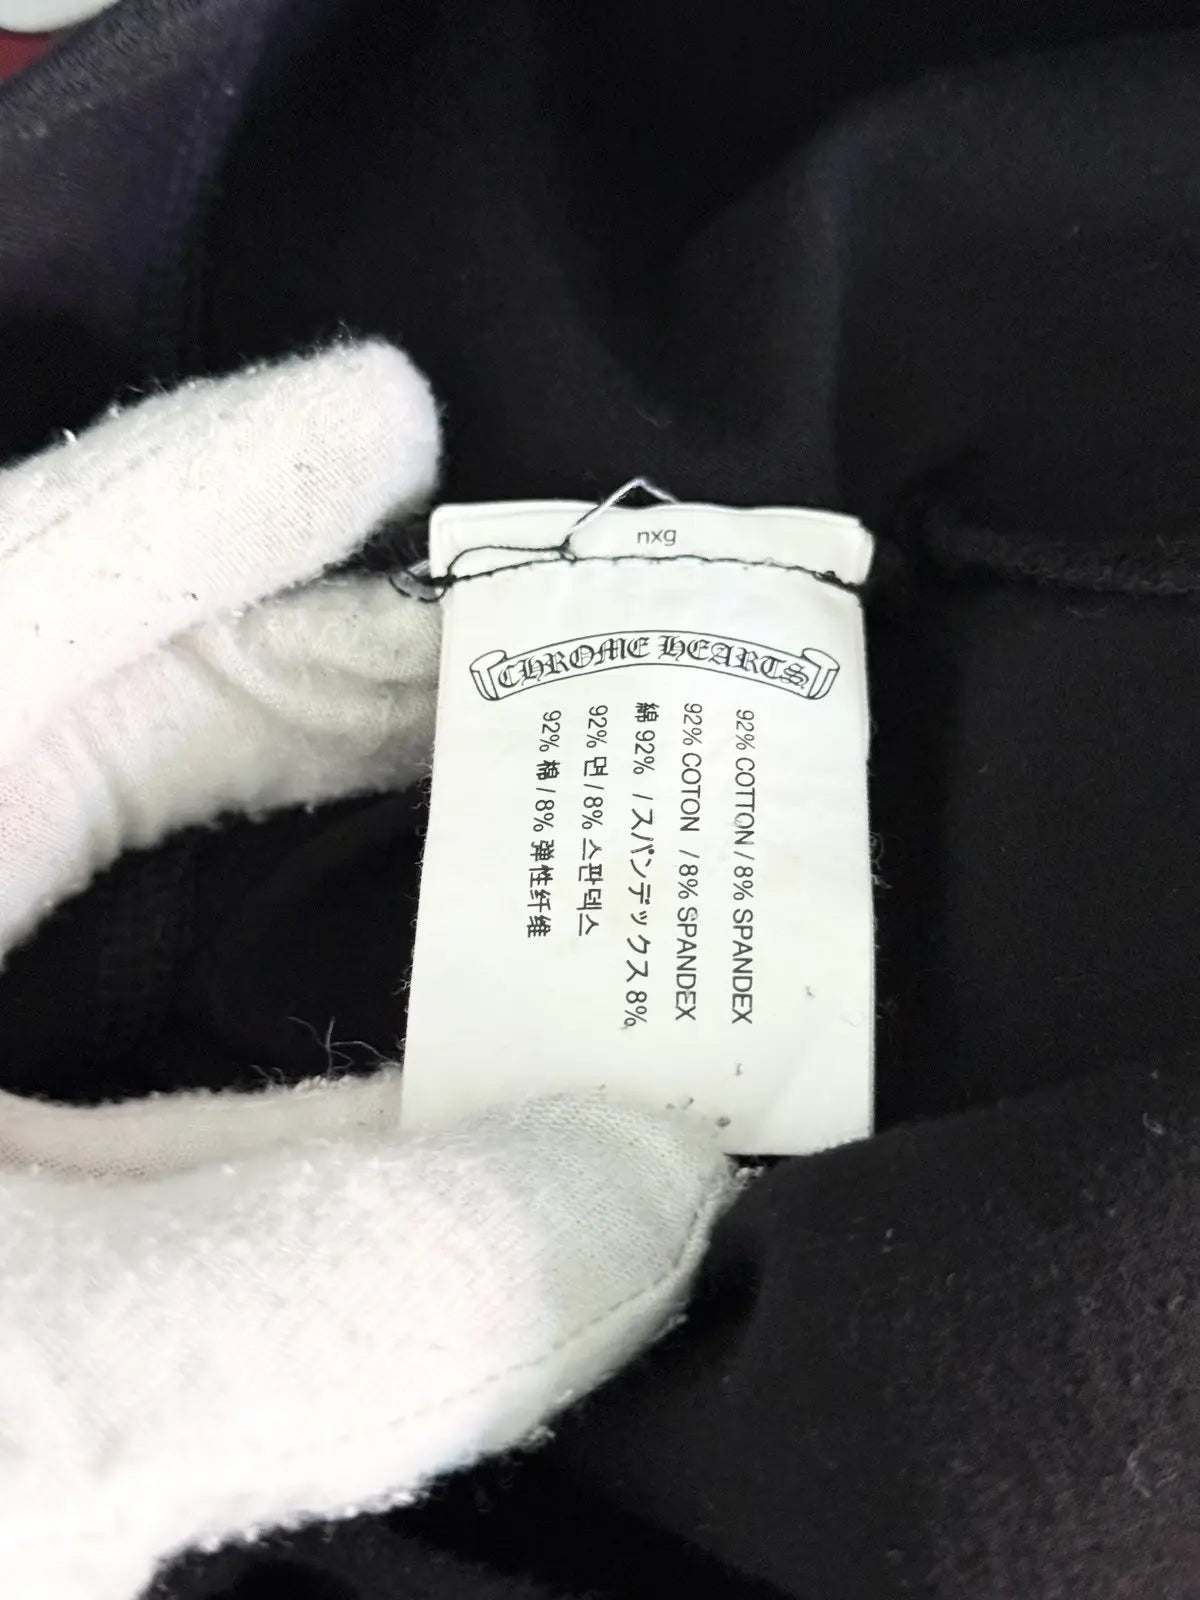 nxg
CHROME HEARTS
92% COTTON / 8% SPANDEX
92% COTON / 8% SPANDEX
綿 92% / スパンデックス 8%
92% 면 / 8% 스판덱스
92% 棉 / 8% 弹性纤维